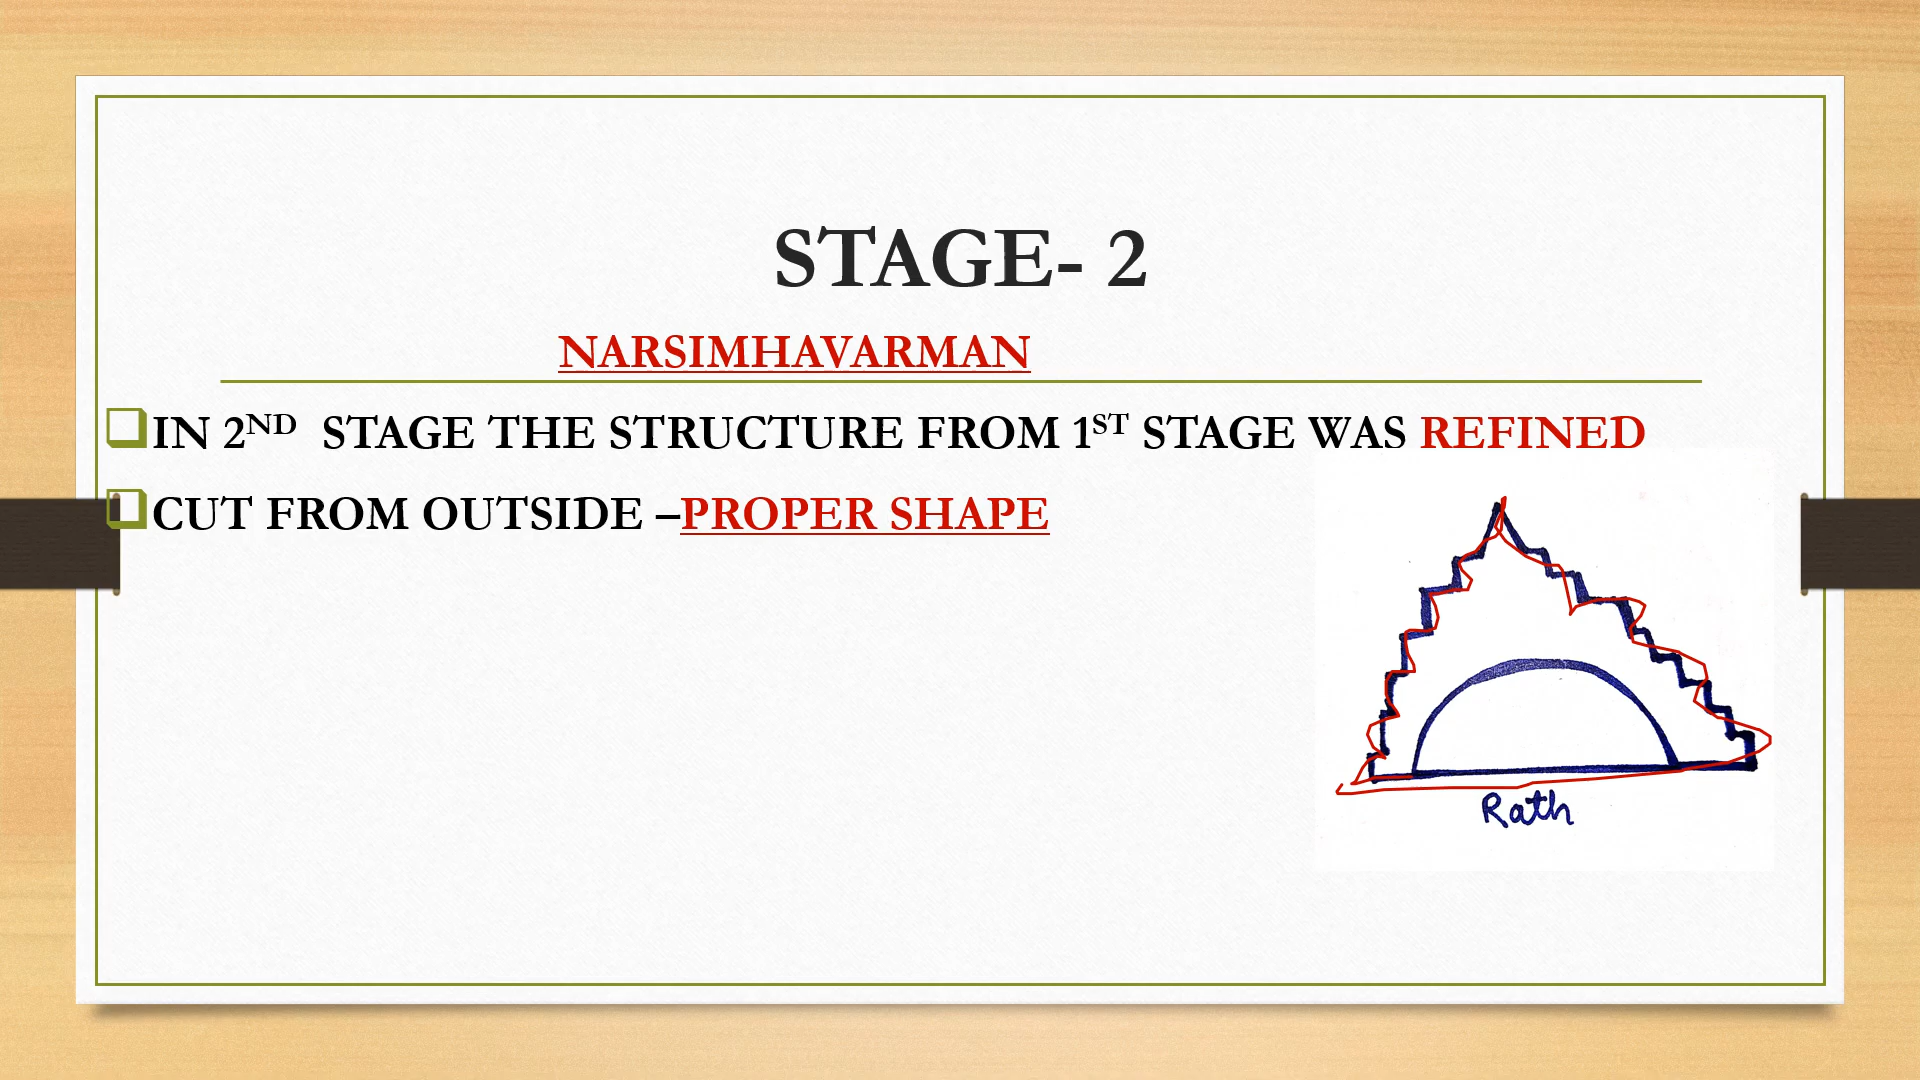 STAGE- 2
NARSIMHAVARMAN
IN 2ND STAGE THE STRUCTURE FROM 1ST STAGE WAS REFINED
CUT FROM OUTSIDE –PROPER SHAPE
Rath